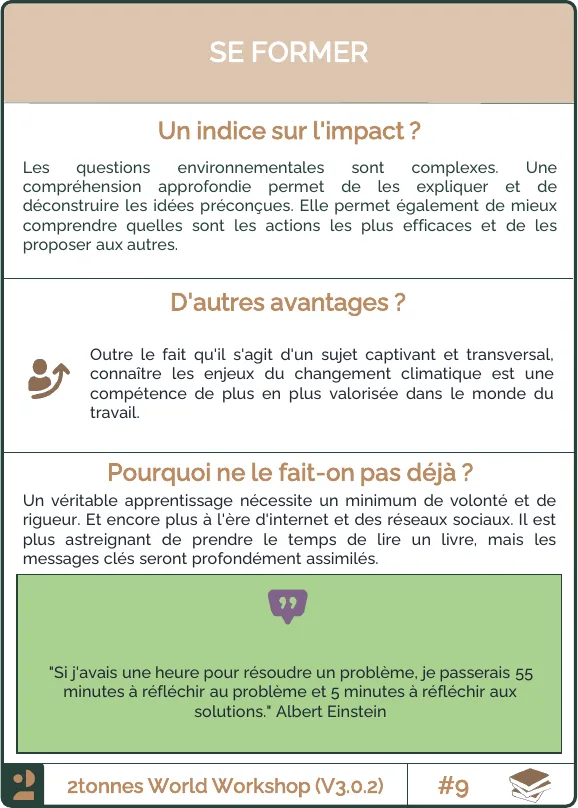 SE FORMER
Un indice sur l'impact ?
Les questions environnementales sont complexes. Une
compréhension approfondie permet de les expliquer et de
déconstruire les idées préconçues. Elle permet également de mieux
comprendre quelles sont les actions les plus efficaces et de les
proposer aux autres.
D'autres avantages ?
Outre le fait qu'il s'agit d'un sujet captivant et transversal,
connaître les enjeux du changement climatique est une
compétence de plus en plus valorisée dans le monde du
travail.
Pourquoi ne le fait-on pas déjà ?
Un véritable apprentissage nécessite un minimum de volonté et de
rigueur. Et encore plus à l'ère d'internet et des réseaux sociaux. Il est
plus astreignant de prendre le temps de lire un livre, mais les
messages clés seront profondément assimilés.
"Si j'avais une heure pour résoudre un problème, je passerais 55
minutes à réfléchir au problème et 5 minutes à réfléchir aux
solutions." Albert Einstein
2tonnes World Workshop (V3.0.2)
#9